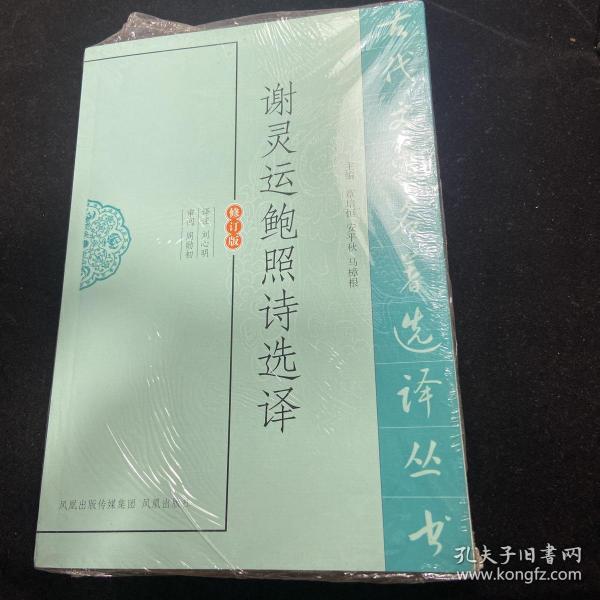 古代文史名著选译丛书
主编 章培恒 安平秋 马樟根
谢灵运鲍照诗选译
修订版
译注 刘心明
审阅 周勋初
凤凰出版传媒集团 凤凰出版社
孔夫子旧书网
www.kongfz.com